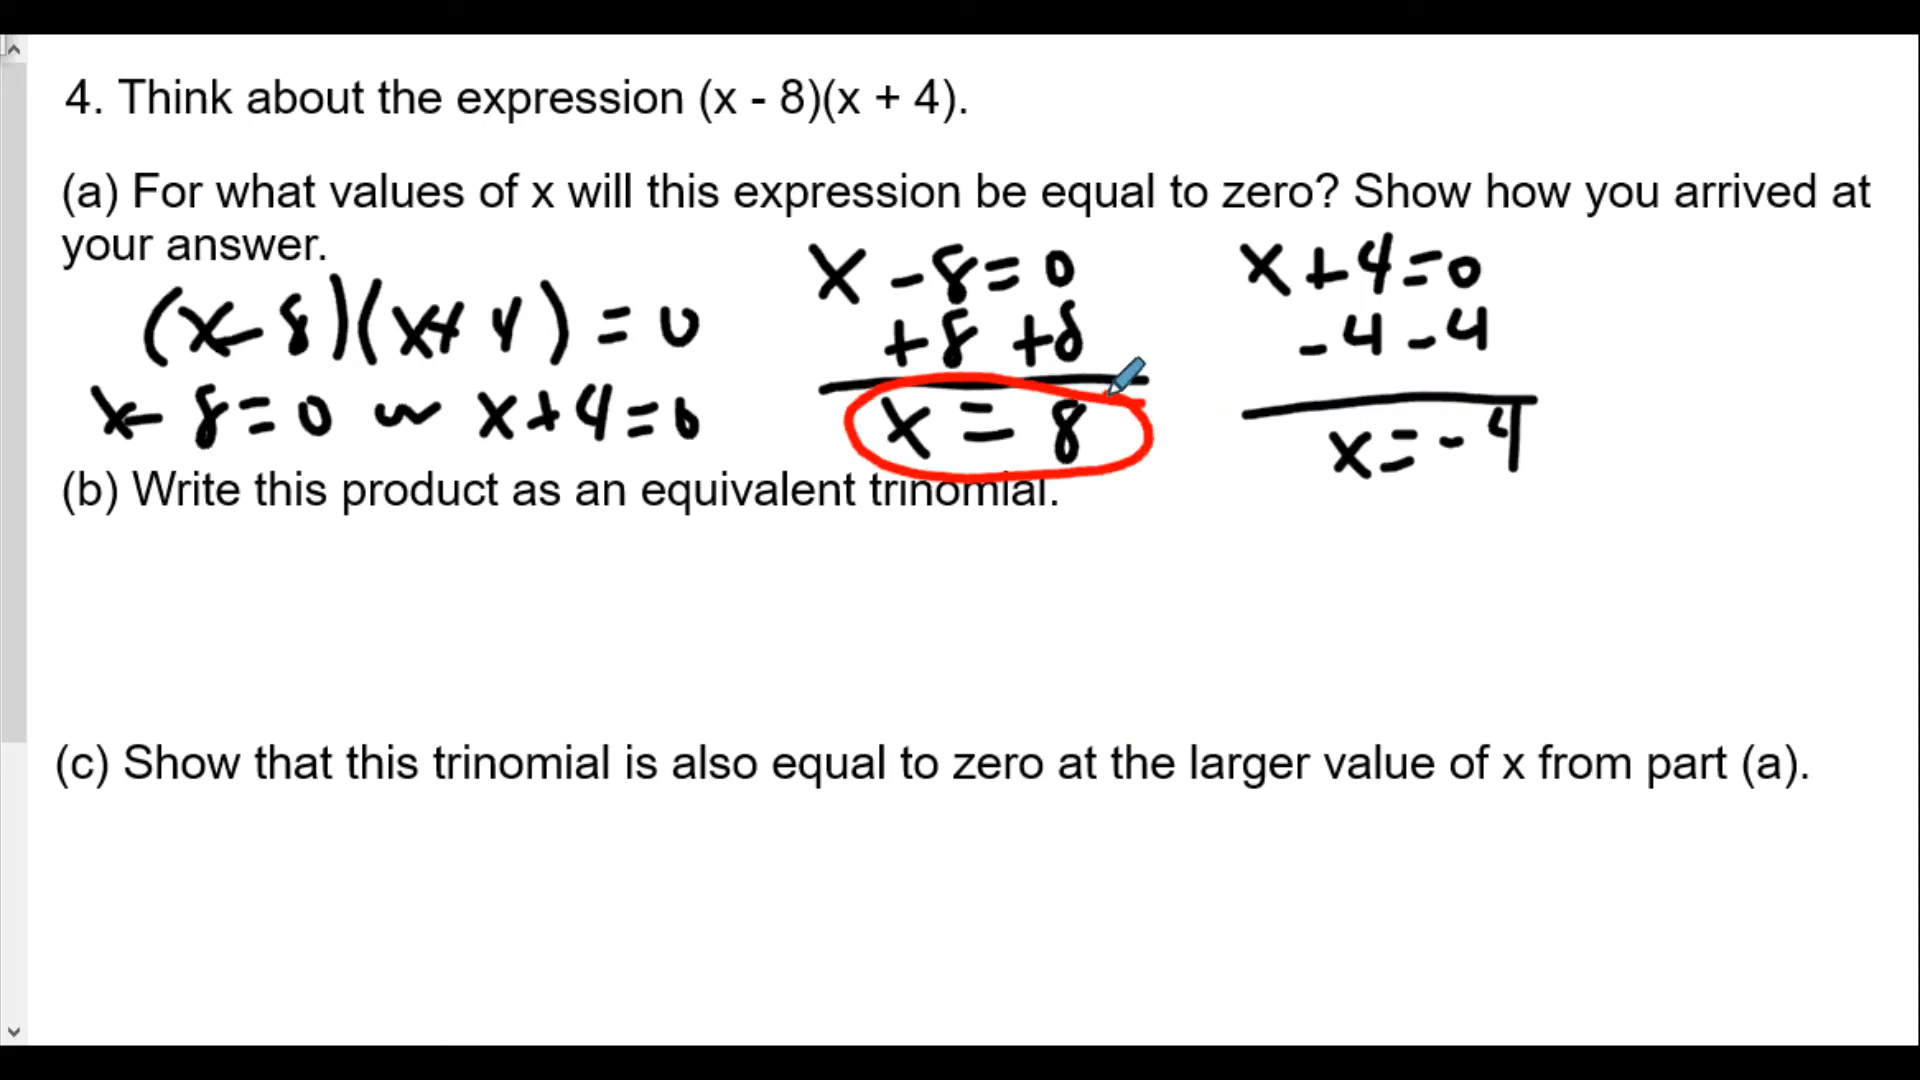 4. Think about the expression (x - 8)(x + 4).
(a) For what values of x will this expression be equal to zero? Show how you arrived at
your answer.
(x-8)(x+4)=0
x-8=0 or x+4=0
x-8=0
+8 +8
x=8
x+4=0
-4 -4
x=-4
(b) Write this product as an equivalent trinomial.
(c) Show that this trinomial is also equal to zero at the larger value of x from part (a).